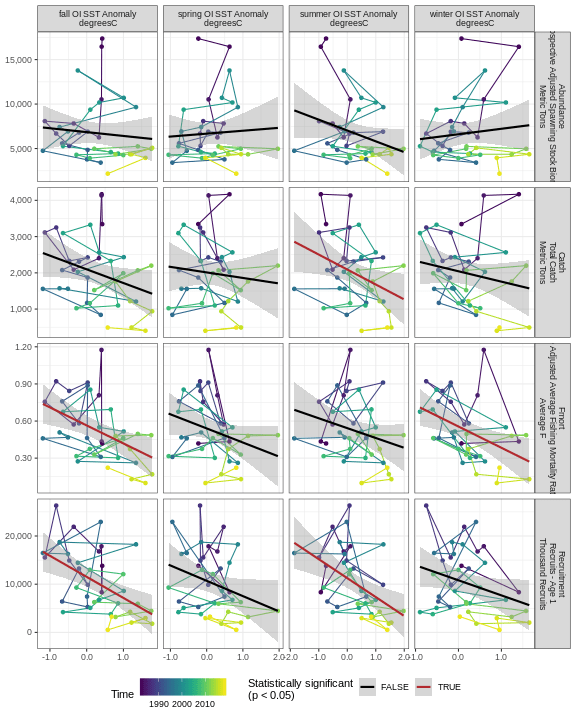 fall OI SST Anomaly
degreesC
spring OI SST Anomaly
degreesC
summer OI SST Anomaly
degreesC
winter OI SST Anomaly
degreesC
15,000
10,000
5,000
Abundance
Adjusted Spawning Stock
Metric Tons
4,000
3,000
2,000
1,000
Catch
Total Catch
Metric Tons
1.20
0.90
0.60
0.30
Fmort
Adjusted Average Fishing Mortality
Average F
20,000
10,000
0
Recruitment
Recruits - Age 1
Thousand Recruits
-1.0 0.0 1.0
-1.0 0.0 1.0 2.0
-1.0 0.0 1.0 2.0
-1.0 0.0 1.0
Time
1990 2000 2010
Statistically significant
(p < 0.05)
FALSE
TRUE